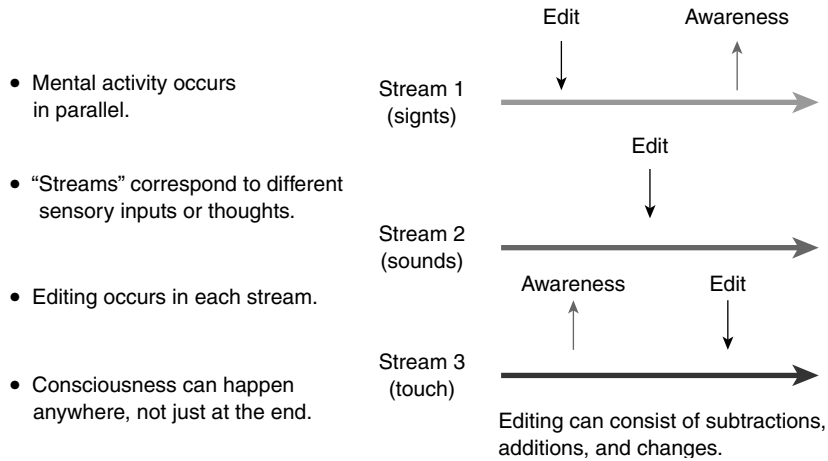 • Mental activity occurs
in parallel.
• “Streams” correspond to different
sensory inputs or thoughts.
• Editing occurs in each stream.
• Consciousness can happen
anywhere, not just at the end.
Edit
Awareness
Stream 1
(signts)
Edit
Stream 2
(sounds)
Awareness
Edit
Stream 3
(touch)
Editing can consist of subtractions,
additions, and changes.